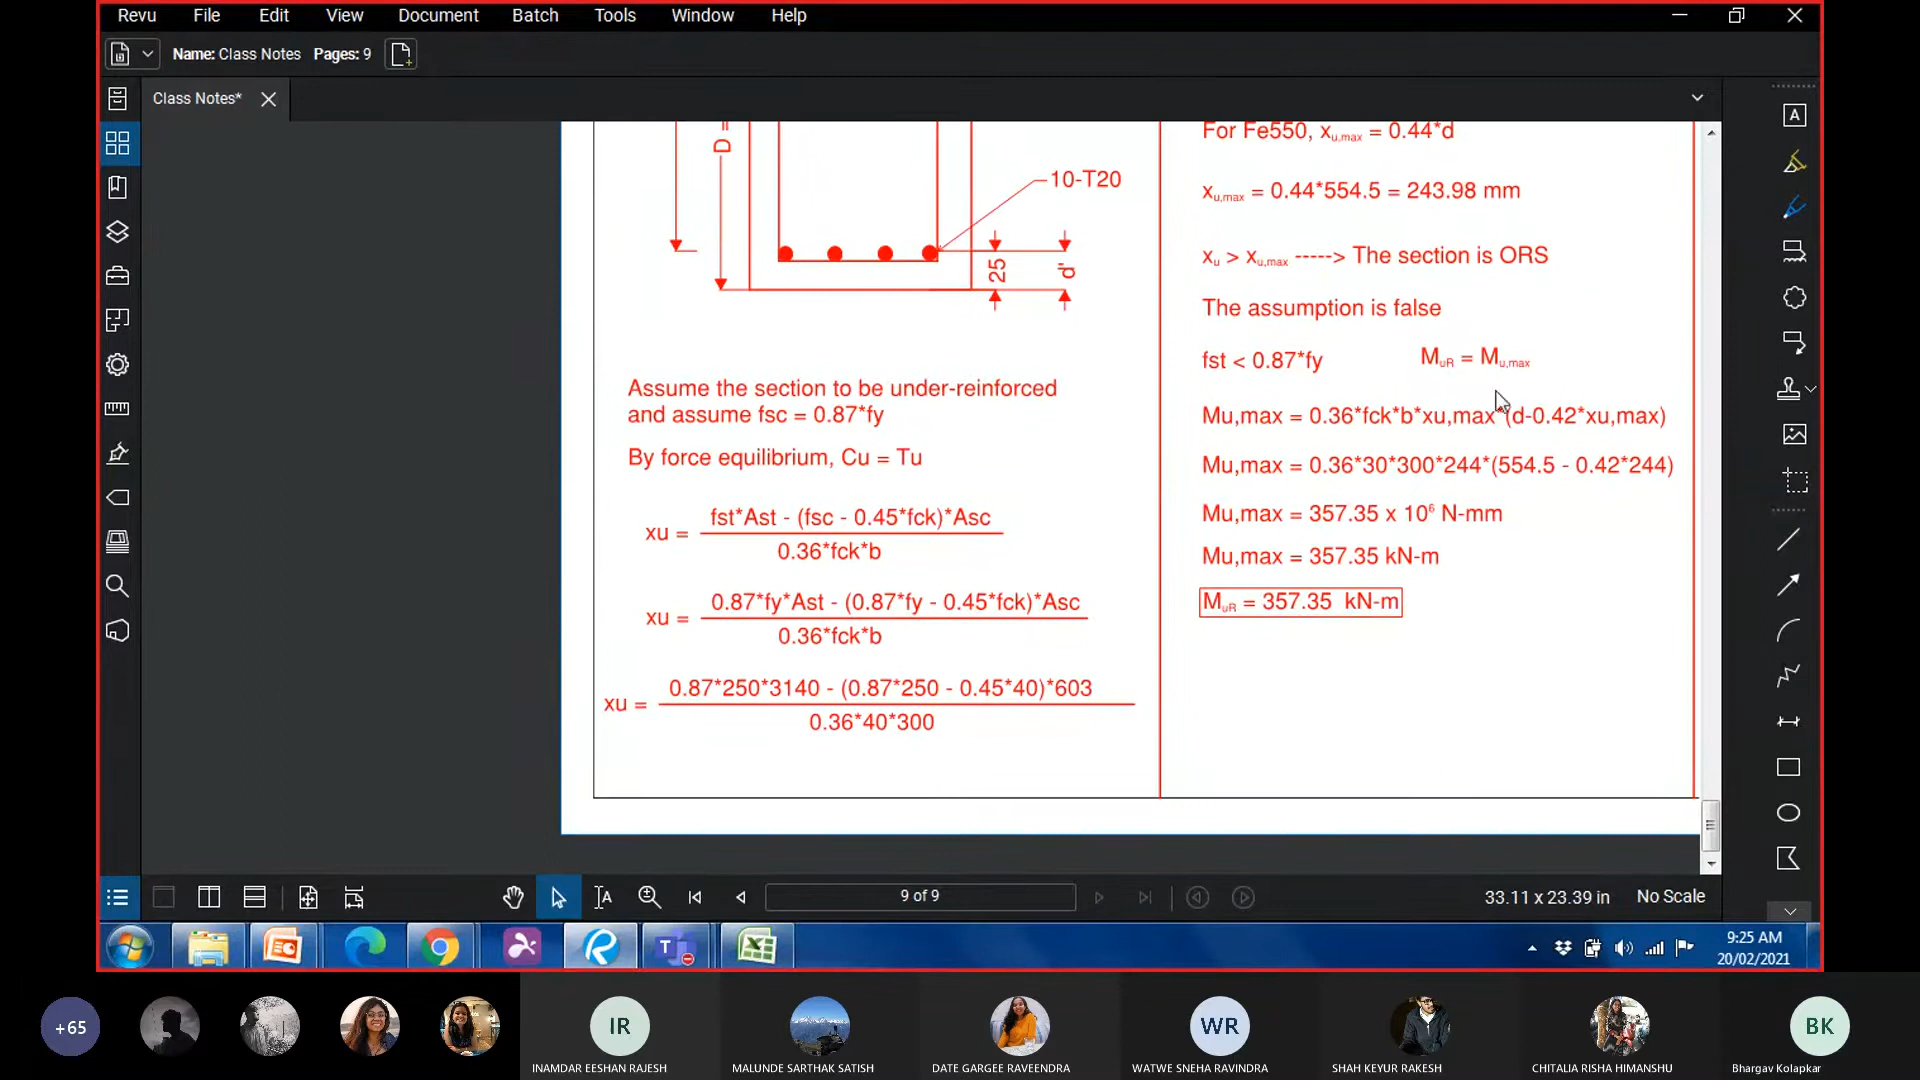 Revu File Edit View Document Batch Tools Window Help
Name: Class Notes Pages: 9
Class Notes*
D =
10-T20
25
d'
Assume the section to be under-reinforced
and assume fsc = 0.87*fy
By force equilibrium, Cu = Tu
xu = fst*Ast - (fsc - 0.45*fck)*Asc
0.36*fck*b
xu = 0.87*fy*Ast - (0.87*fy - 0.45*fck)*Asc
0.36*fck*b
xu = 0.87*250*3140 - (0.87*250 - 0.45*40)*603
0.36*40*300
For Fe550, xu,max = 0.44*d
xu,max = 0.44*554.5 = 243.98 mm
xu > xu,max -----> The section is ORS
The assumption is false
fst < 0.87*fy MuR = Mu,max
Mu,max = 0.36*fck*b*xu,max*(d-0.42*xu,max)
Mu,max = 0.36*30*300*244*(554.5 - 0.42*244)
Mu,max = 357.35 x 10⁶ N-mm
Mu,max = 357.35 kN-m
MuR = 357.35 kN-m
9 of 9
33.11 x 23.39 in No Scale
9:25 AM
20/02/2021
+65
IR
WR
BK
INAMDAR EESHAN RAJESH
MALUNDE SARTHAK SATISH
DATE GARGEE RAVEENDRA
WATWE SNEHA RAVINDRA
SHAH KEYUR RAKESH
CHITALIA RISHA HIMANSHU
Bhargav Kolapkar